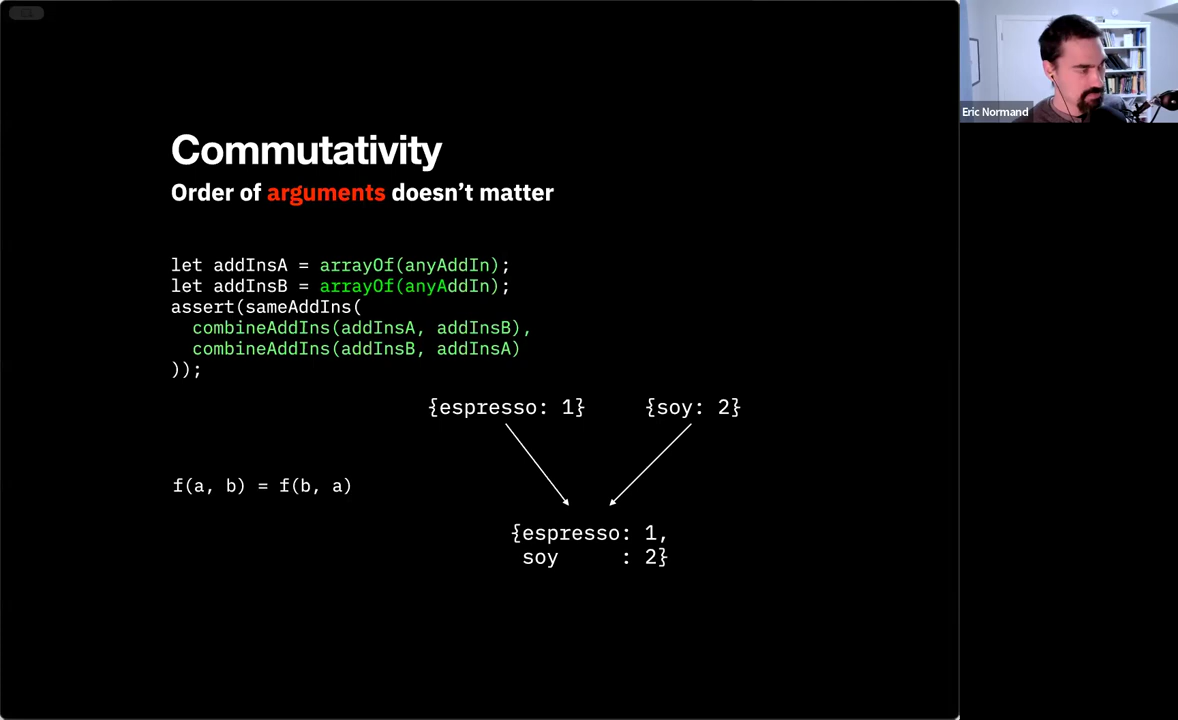 Commutativity
Order of arguments doesn’t matter
let addInsA = arrayOf(anyAddIn);
let addInsB = arrayOf(anyAddIn);
assert(sameAddIns(
combineAddIns(addInsA, addInsB),
combineAddIns(addInsB, addInsA)
));
{espresso: 1}
{soy: 2}
f(a, b) = f(b, a)
{espresso: 1,
soy : 2}
Eric Normand